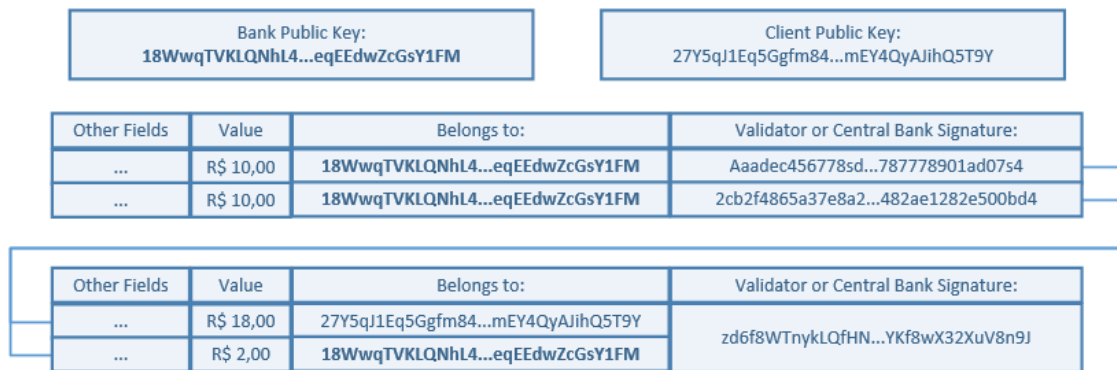 Bank Public Key:
18WwqTVKLQNhL4...eqEEdwZcGsY1FM
Client Public Key:
27Y5qJ1Eq5Ggfm84...mEY4QyAJihQ5T9Y
Other Fields Value Belongs to: Validator or Central Bank Signature:
... R$ 10,00 18WwqTVKLQNhL4...eqEEdwZcGsY1FM Aaadec456778sd...787778901ad07s4
... R$ 10,00 18WwqTVKLQNhL4...eqEEdwZcGsY1FM 2cb2f4865a37e8a2...482ae1282e500bd4
Other Fields Value Belongs to: Validator or Central Bank Signature:
... R$ 18,00 27Y5qJ1Eq5Ggfm84...mEY4QyAJihQ5T9Y
zd6f8WTnykLQfHN...YKf8wX32XuV8n9J
... R$ 2,00 18WwqTVKLQNhL4...eqEEdwZcGsY1FM